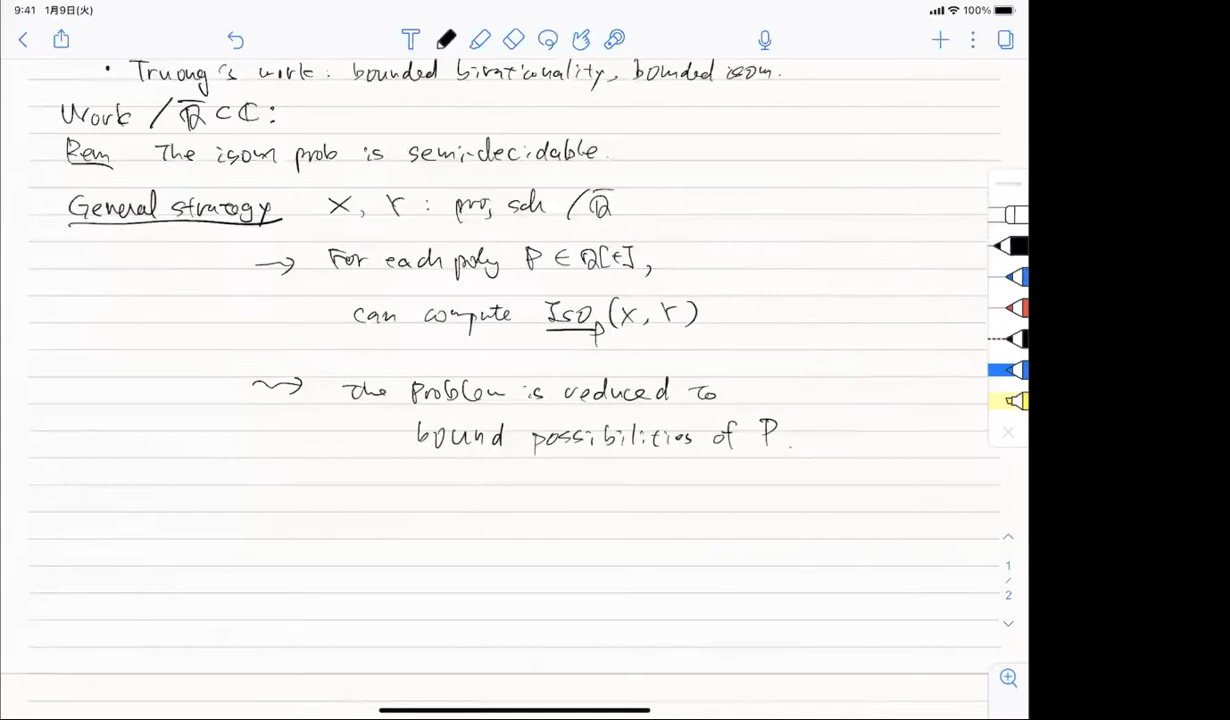 9:41 1月9日(火)
100%
• Truong's work : bounded birationality, bounded isom.
Work / Q̅ ⊂ ℂ :
Rem The isom prob is semi-decidable.
General strategy X, Y : proj sch / Q̅
→ For each poly P ∈ Q[t],
can compute Iso_P(X, Y)
⇝ the problem is reduced to
bound possibilities of P.
1
/
2